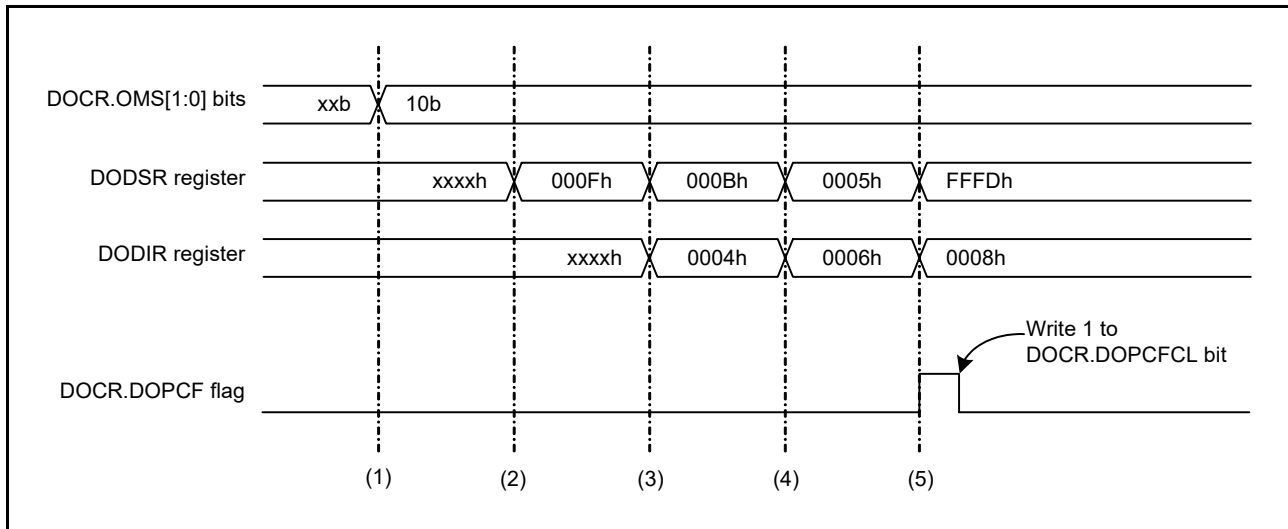 DOCR.OMS[1:0] bits
xxb
10b
DODSR register
xxxxh
000Fh
000Bh
0005h
FFFDh
DODIR register
xxxxh
0004h
0006h
0008h
Write 1 to
DOCR.DOPCFCL bit
DOCR.DOPCF flag
(1)
(2)
(3)
(4)
(5)